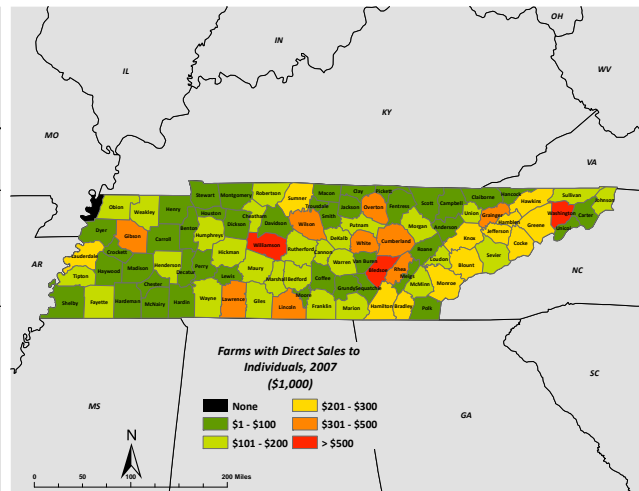 OH
IN
IL
WV
KY
MO
VA
AR
NC
SC
MS
GA
Hancock
Sullivan
Johnson
Stewart
Montgomery
Robertson
Sumner
Macon
Clay
Pickett
Claiborne
Hawkins
Scott
Campbell
Obion
Weakley
Henry
Trousdale
Jackson
Overton
Fentress
Union
Grainger
Washington
Carter
Houston
Cheatham
Smith
Hamblen
Greene
Unicoi
Dyer
Gibson
Benton
Dickson
Davidson
Wilson
Putnam
Morgan
Anderson
Jefferson
Carroll
Humphreys
DeKalb
White
Cumberland
Knox
Cocke
Crockett
Williamson
Rutherford
Cannon
Roane
Lauderdale
Hickman
Warren
Van Buren
Loudon
Sevier
Haywood
Madison
Henderson
Decatur
Perry
Maury
Bledsoe
Rhea
Blount
Tipton
Lewis
Marshall
Bedford
Coffee
Grundy
Sequatchie
Meigs
McMinn
Monroe
Chester
Moore
Shelby
Fayette
Hardeman
McNairy
Hardin
Wayne
Lawrence
Giles
Lincoln
Franklin
Marion
Hamilton
Bradley
Polk
Farms with Direct Sales to
Individuals, 2007
($1,000)
None
$201 - $300
$1 - $100
$301 - $500
$101 - $200
> $500
N
0 50 100 200 Miles